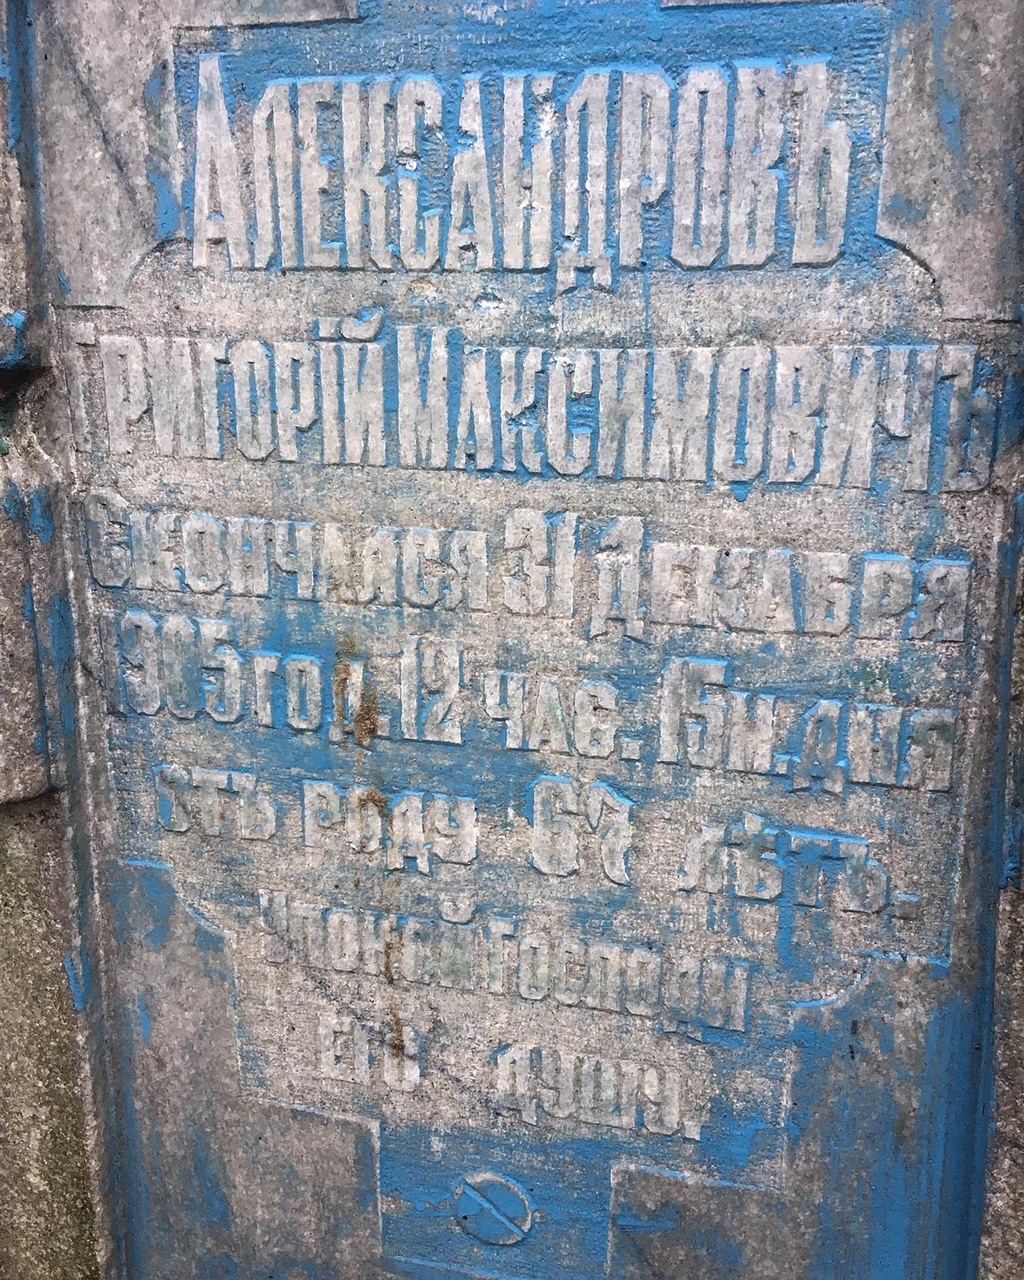 Александровъ
Григорій Максимовичъ
Скончался 31 Декабря
1905 год. 12 час. 15 м. дня
отъ роду 67 лѣтъ.
Упокой Господи
Его душу.